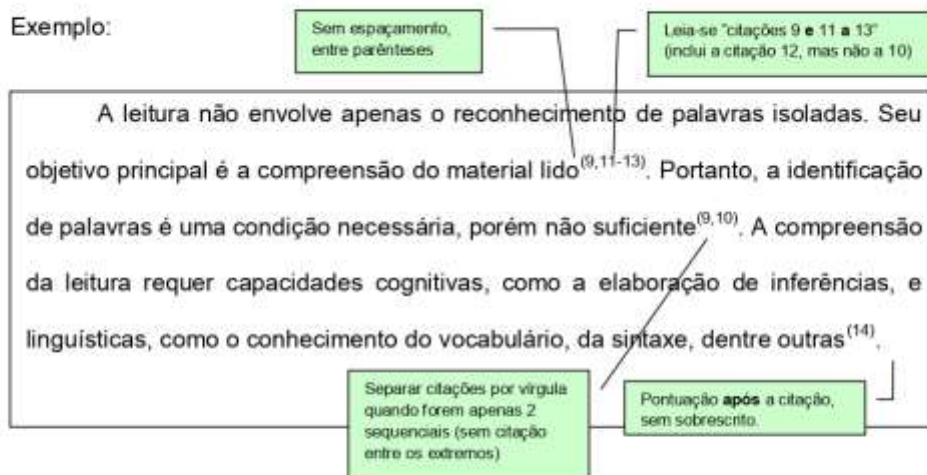 Exemplo:
Sem espaçamento,
entre parênteses
Leia-se "citações 9 e 11 a 13"
(inclui a citação 12, mas não a 10)
A leitura não envolve apenas o reconhecimento de palavras isoladas. Seu
objetivo principal é a compreensão do material lido(9,11-13). Portanto, a identificação
de palavras é uma condição necessária, porém não suficiente(9,10). A compreensão
da leitura requer capacidades cognitivas, como a elaboração de inferências, e
linguísticas, como o conhecimento do vocabulário, da sintaxe, dentre outras(14).
Separar citações por vírgula
quando forem apenas 2
sequenciais (sem citação
entre os extremos)
Pontuação após a citação,
sem sobrescrito.